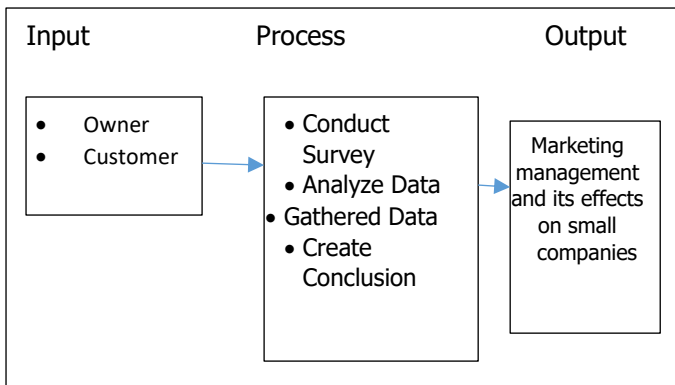 Input Process Output
• Owner
• Customer
• Conduct
Survey
• Analyze Data
• Gathered Data
• Create
Conclusion
Marketing
management
and its effects
on small
companies